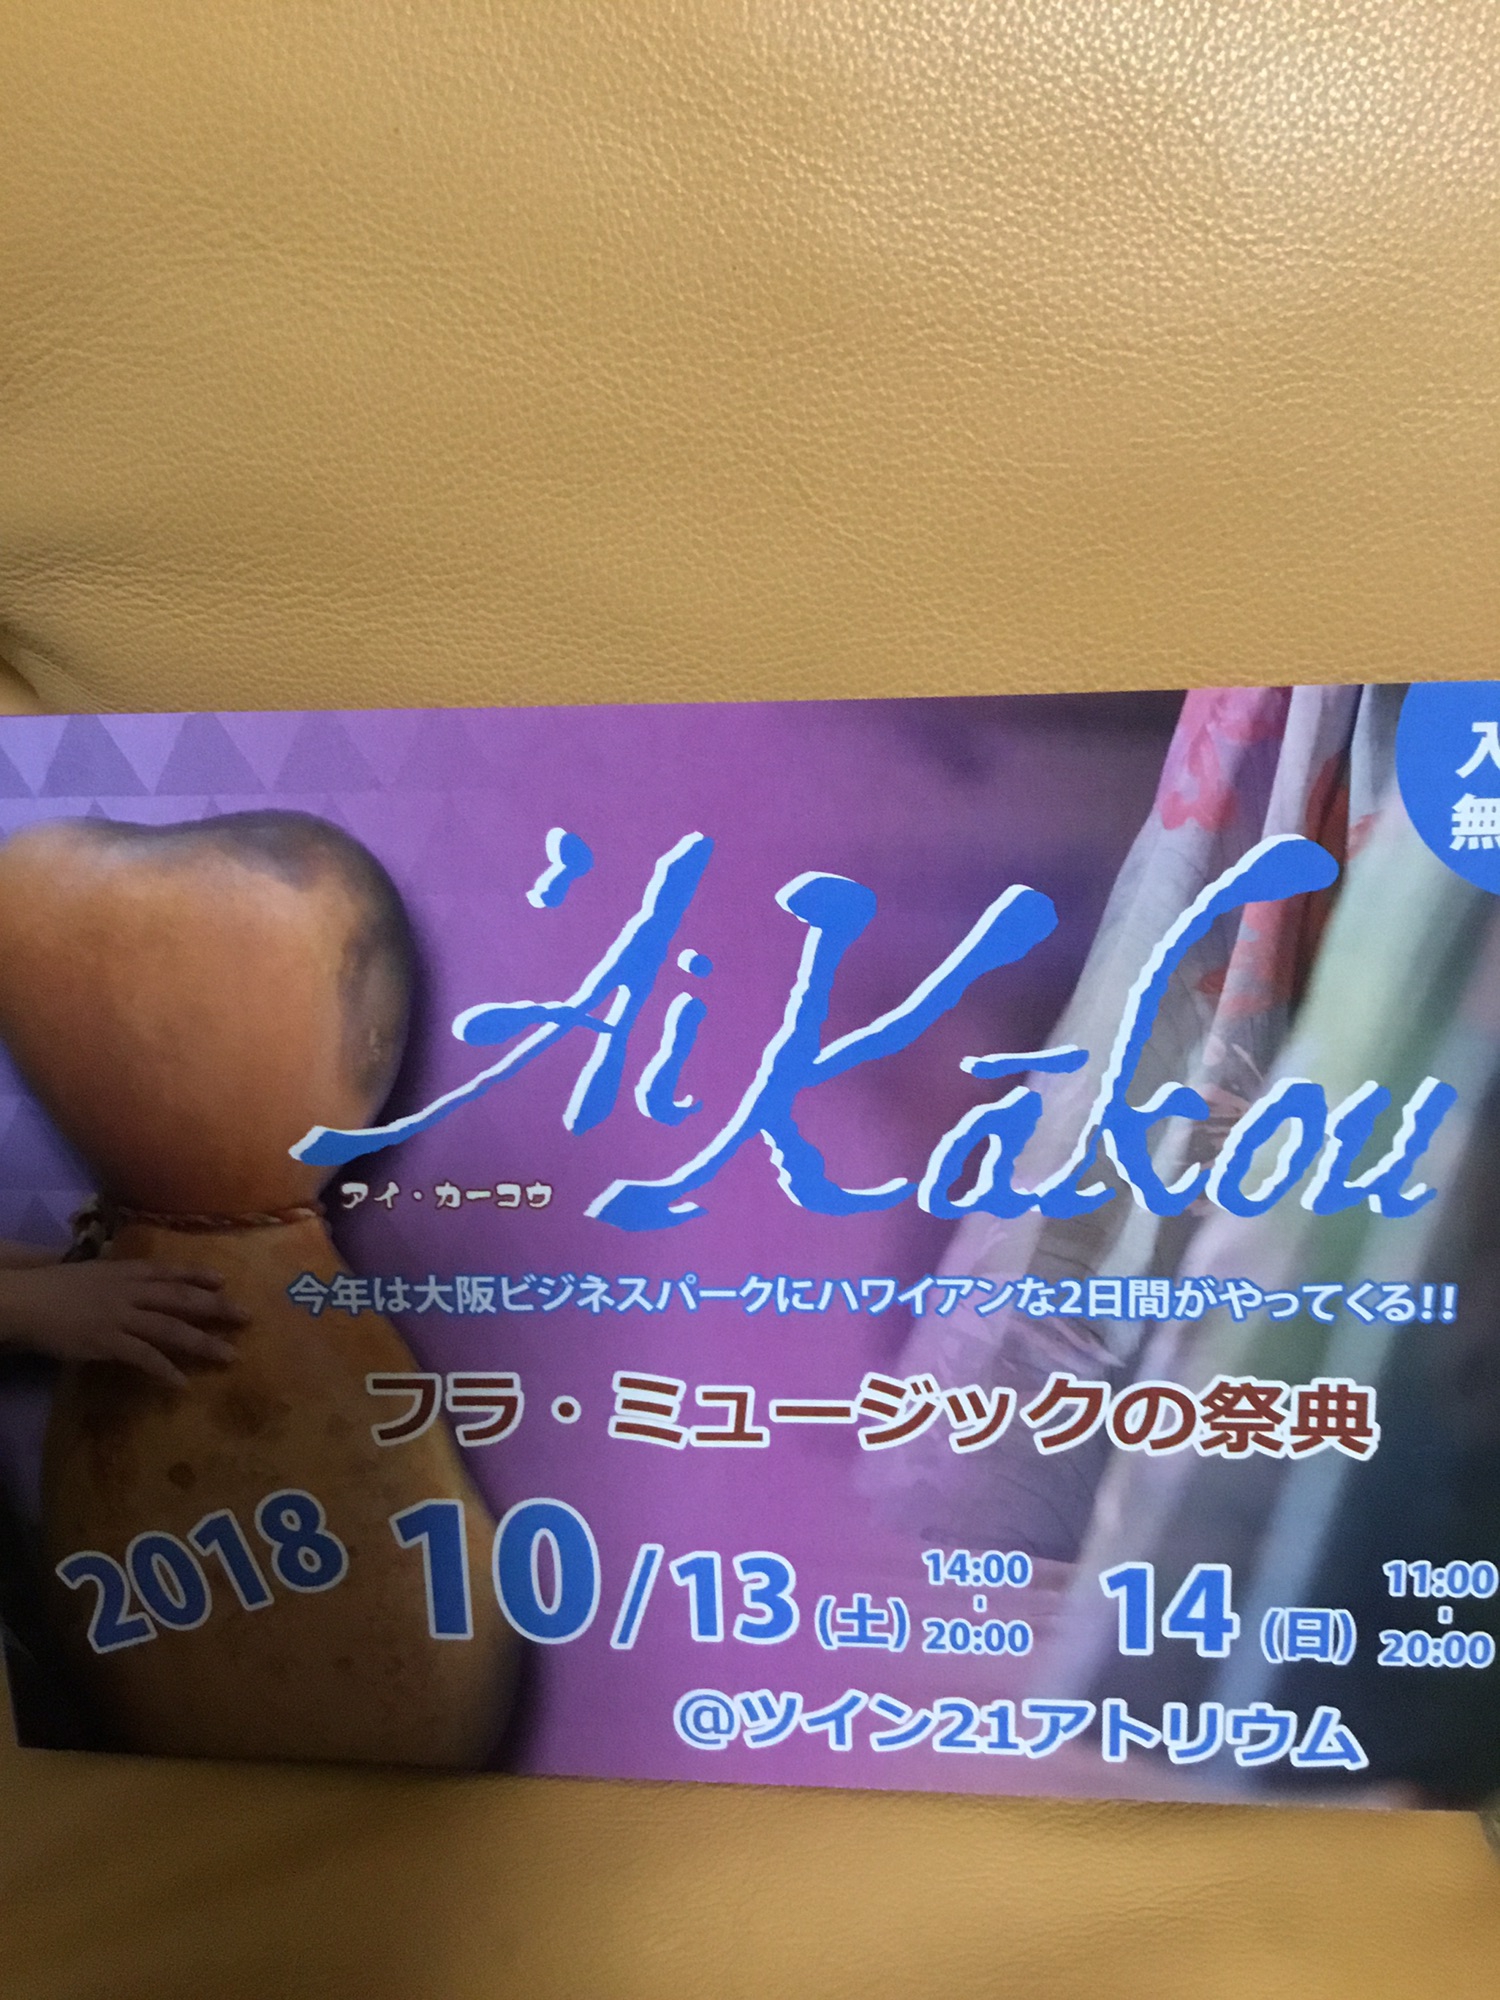 入
無
'Ai Kākou
アイ・カーコウ
今年は大阪ビジネスパークにハワイアンな2日間がやってくる!!
フラ・ミュージックの祭典
2018 10/13(土) 14:00-20:00 14(日) 11:00-20:00
@ツイン21アトリウム